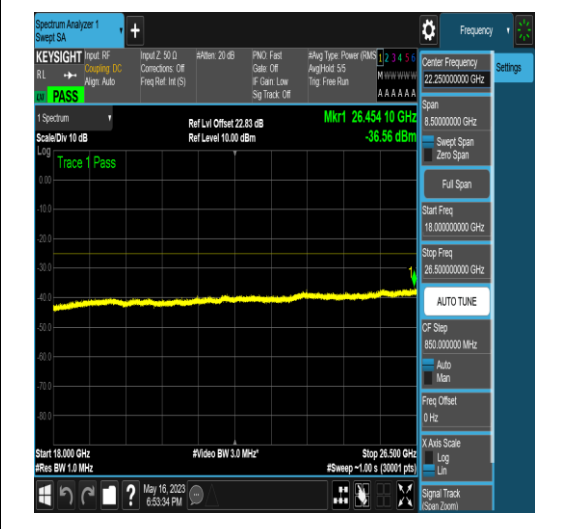 Spectrum Analyzer 1
Swept SA
Frequency
KEYSIGHT
RL
Input: RF
Coupling: DC
Align: Auto
Input Z: 50 Ω
Corrections: Off
Freq Ref: Int (S)
#Atten: 20 dB
PNO: Fast
Gate: Off
IF Gain: Low
Sig Track: Off
#Avg Type: Power (RMS
Avg|Hold: 5/5
Trig: Free Run
1 2 3 4 5 6
M W W W W W
A A A A A A
PASS
Center Frequency
22.250000000 GHz
Settings
Span
8.50000000 GHz
Swept Span
Zero Span
Full Span
Start Freq
18.000000000 GHz
Stop Freq
26.500000000 GHz
AUTO TUNE
CF Step
850.000000 MHz
Auto
Man
Freq Offset
0 Hz
X Axis Scale
Log
Lin
Signal Track
(Span Zoom)
1 Spectrum
Scale/Div 10 dB
Ref Lvl Offset 22.83 dB
Ref Level 10.00 dBm
Mkr1 26.454 10 GHz
-36.56 dBm
Log
Trace 1 Pass
0.00
-10.0
-20.0
-30.0
-40.0
-50.0
-60.0
-70.0
-80.0
1
Start 18.000 GHz
#Res BW 1.0 MHz
#Video BW 3.0 MHz*
Stop 26.500 GHz
#Sweep ~1.00 s (30001 pts)
?
May 16, 2023
6:53:34 PM